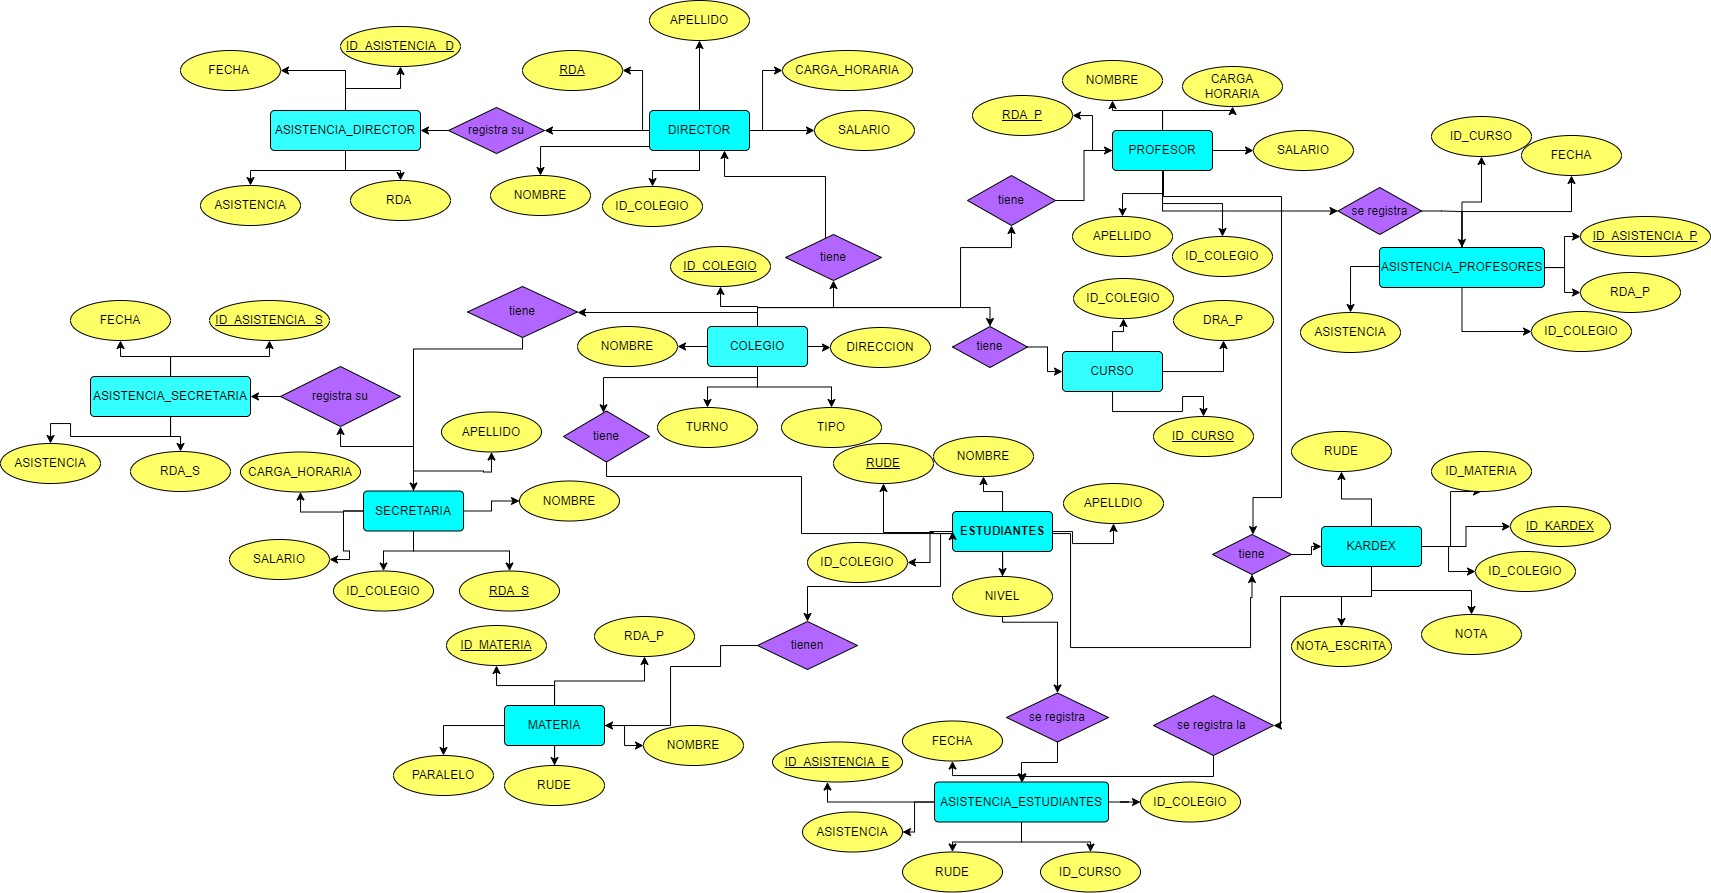 APELLIDO
ID_ASISTENCIA_D
FECHA
RDA
CARGA_HORARIA
NOMBRE
CARGA
HORARIA
RDA_P
ASISTENCIA_DIRECTOR
registra su
DIRECTOR
SALARIO
ID_CURSO
PROFESOR
SALARIO
FECHA
ASISTENCIA
RDA
NOMBRE
ID_COLEGIO
tiene
se registra
APELLIDO
ID_COLEGIO
ID_ASISTENCIA_P
ID_COLEGIO
tiene
ASISTENCIA_PROFESORES
RDA_P
ID_COLEGIO
DRA_P
ASISTENCIA
ID_COLEGIO
FECHA
ID_ASISTENCIA_S
tiene
NOMBRE
COLEGIO
DIRECCION
tiene
CURSO
ASISTENCIA_SECRETARIA
registra su
TURNO
TIPO
tiene
ID_CURSO
APELLIDO
ASISTENCIA
RDA_S
CARGA_HORARIA
RUDE
NOMBRE
RUDE
ID_MATERIA
SECRETARIA
NOMBRE
APELLDIO
ESTUDIANTES
ID_KARDEX
SALARIO
ID_COLEGIO
tiene
KARDEX
ID_COLEGIO
ID_COLEGIO
RDA_S
NIVEL
ID_MATERIA
RDA_P
tienen
NOTA_ESCRITA
NOTA
MATERIA
NOMBRE
se registra
se registra la
PARALELO
RUDE
FECHA
ID_ASISTENCIA_E
ASISTENCIA_ESTUDIANTES
ID_COLEGIO
ASISTENCIA
RUDE
ID_CURSO